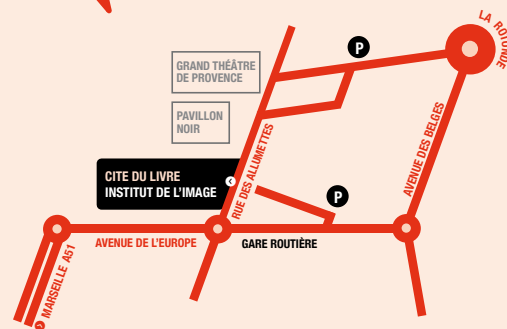 LA ROTONDE
P
GRAND THÉÂTRE
DE PROVENCE
PAVILLON
NOIR
AVENUE DES BELGES
RUE DES ALLUMETTES
CITE DU LIVRE
INSTITUT DE L'IMAGE
P
AVENUE DE L'EUROPE
GARE ROUTIÈRE
MARSEILLE A51